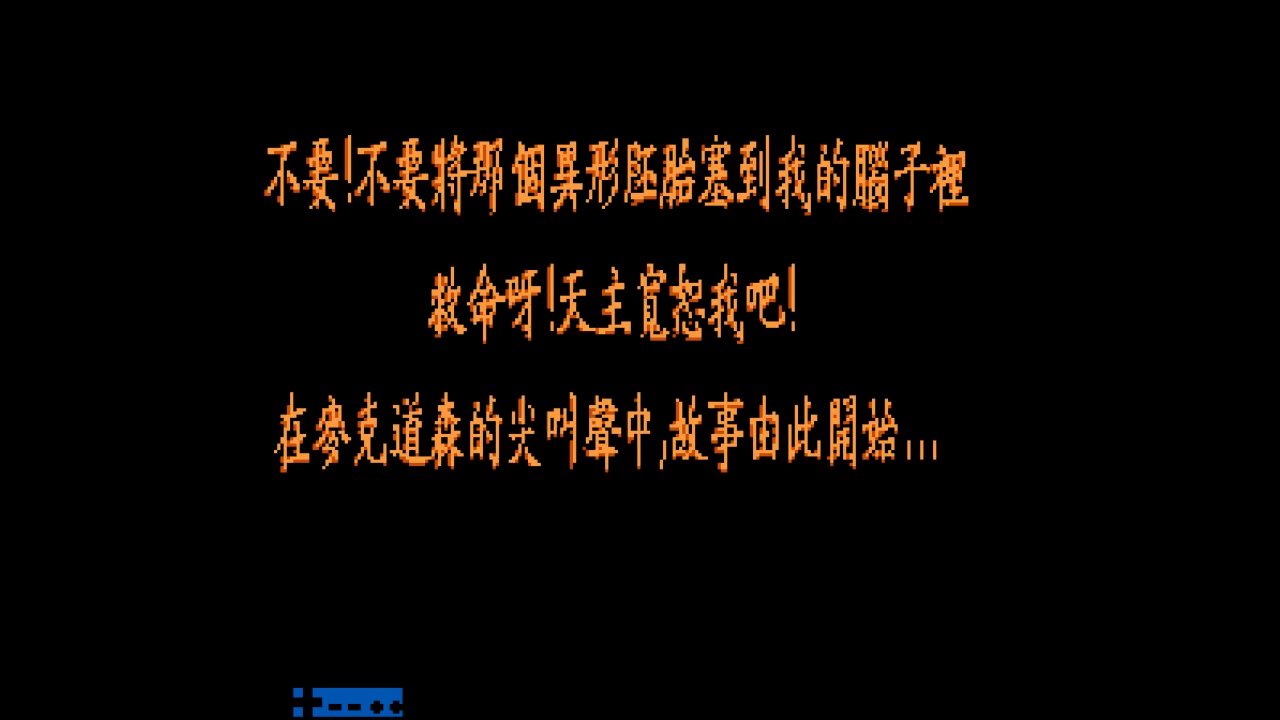 不要!不要將那個異形胚胎塞到我的腦子裡
救命呀!天主寬恕我吧!
在麥克道森的尖叫聲中,故事由此開始...